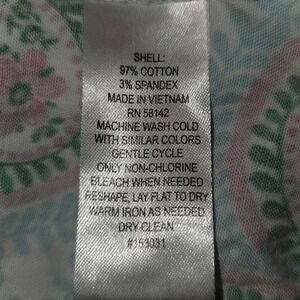 SHELL:
97% COTTON
3% SPANDEX
MADE IN VIETNAM
RN 58142
MACHINE WASH COLD
WITH SIMILAR COLORS
GENTLE CYCLE
ONLY NON-CHLORINE
BLEACH WHEN NEEDED
RESHAPE, LAY FLAT TO DRY
WARM IRON AS NEEDED
DRY CLEAN
#153031